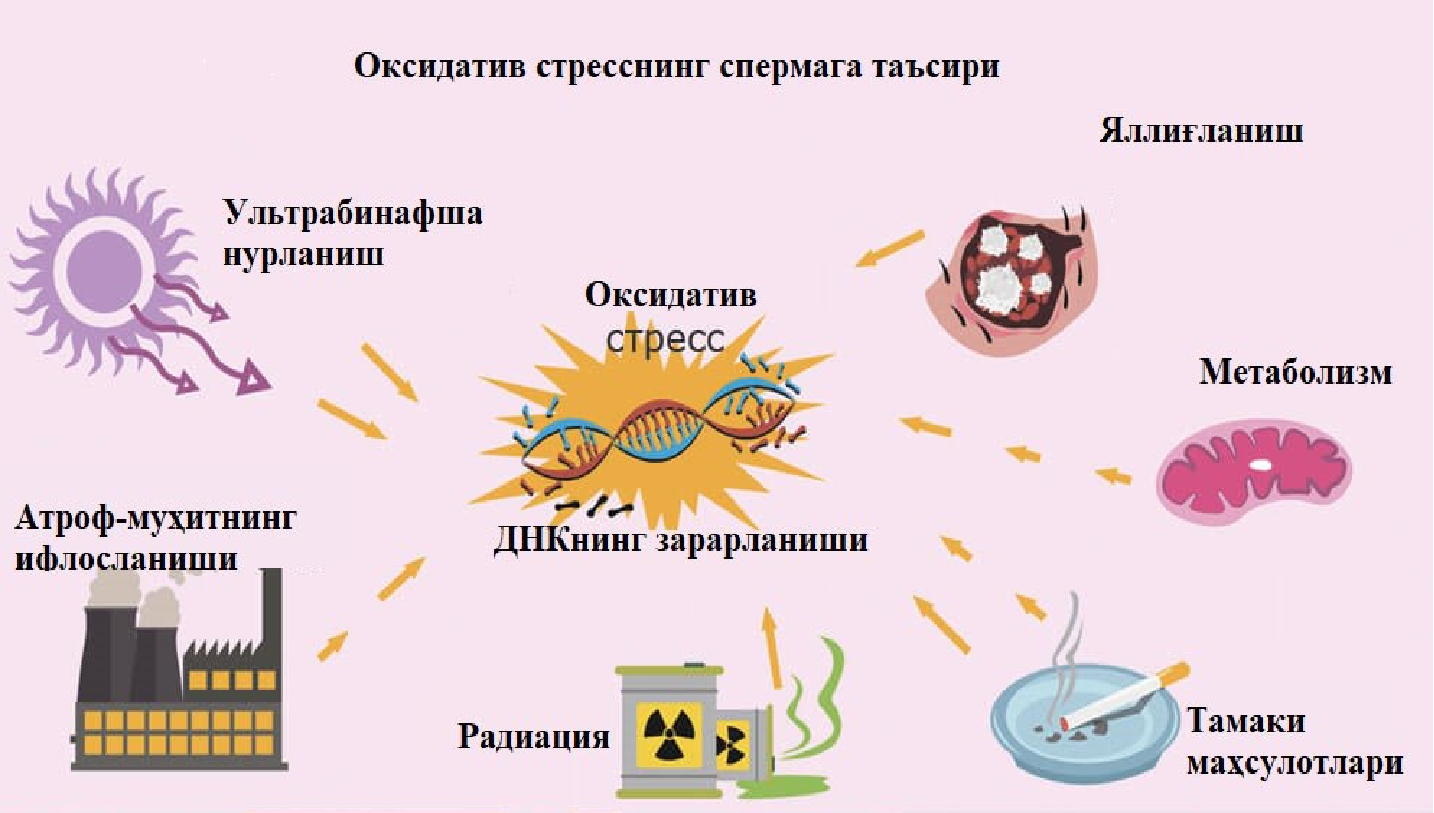 Оксидатив стресснинг спермага таъсири
Яллиғланиш
Ультрабинафша
нурланиш
Оксидатив
стресс
Метаболизм
Атроф-муҳитнинг
ифлосланиши
ДНКнинг зарарланиши
Радиация
Тамаки
маҳсулотлари